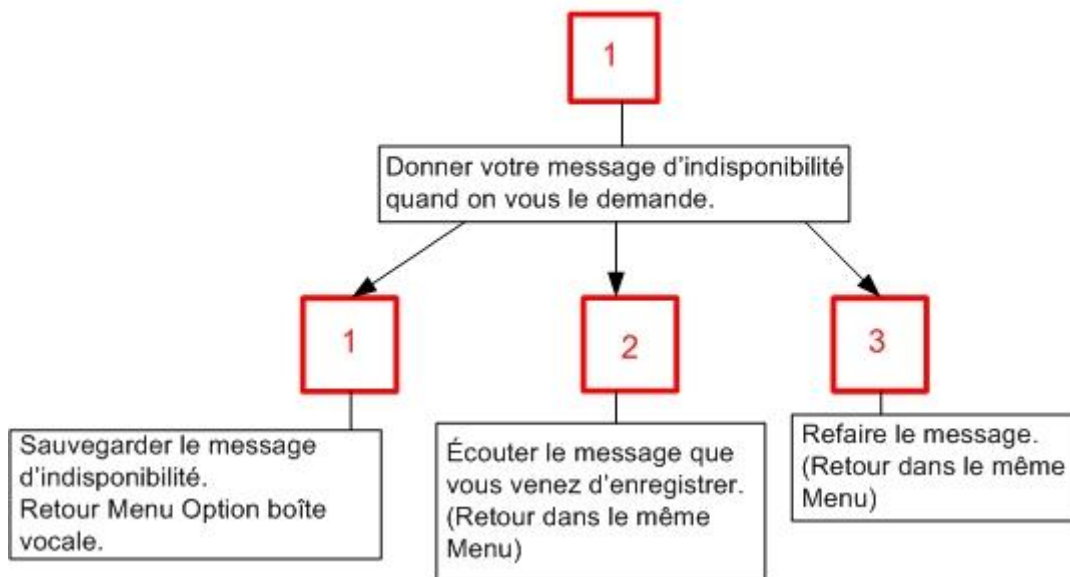 1
Donner votre message d'indisponibilité
quand on vous le demande.
1
2
3
Sauvegarder le message
d'indisponibilité.
Retour Menu Option boîte
vocale.
Écouter le message que
vous venez d'enregistrer.
(Retour dans le même
Menu)
Refaire le message.
(Retour dans le même
Menu)